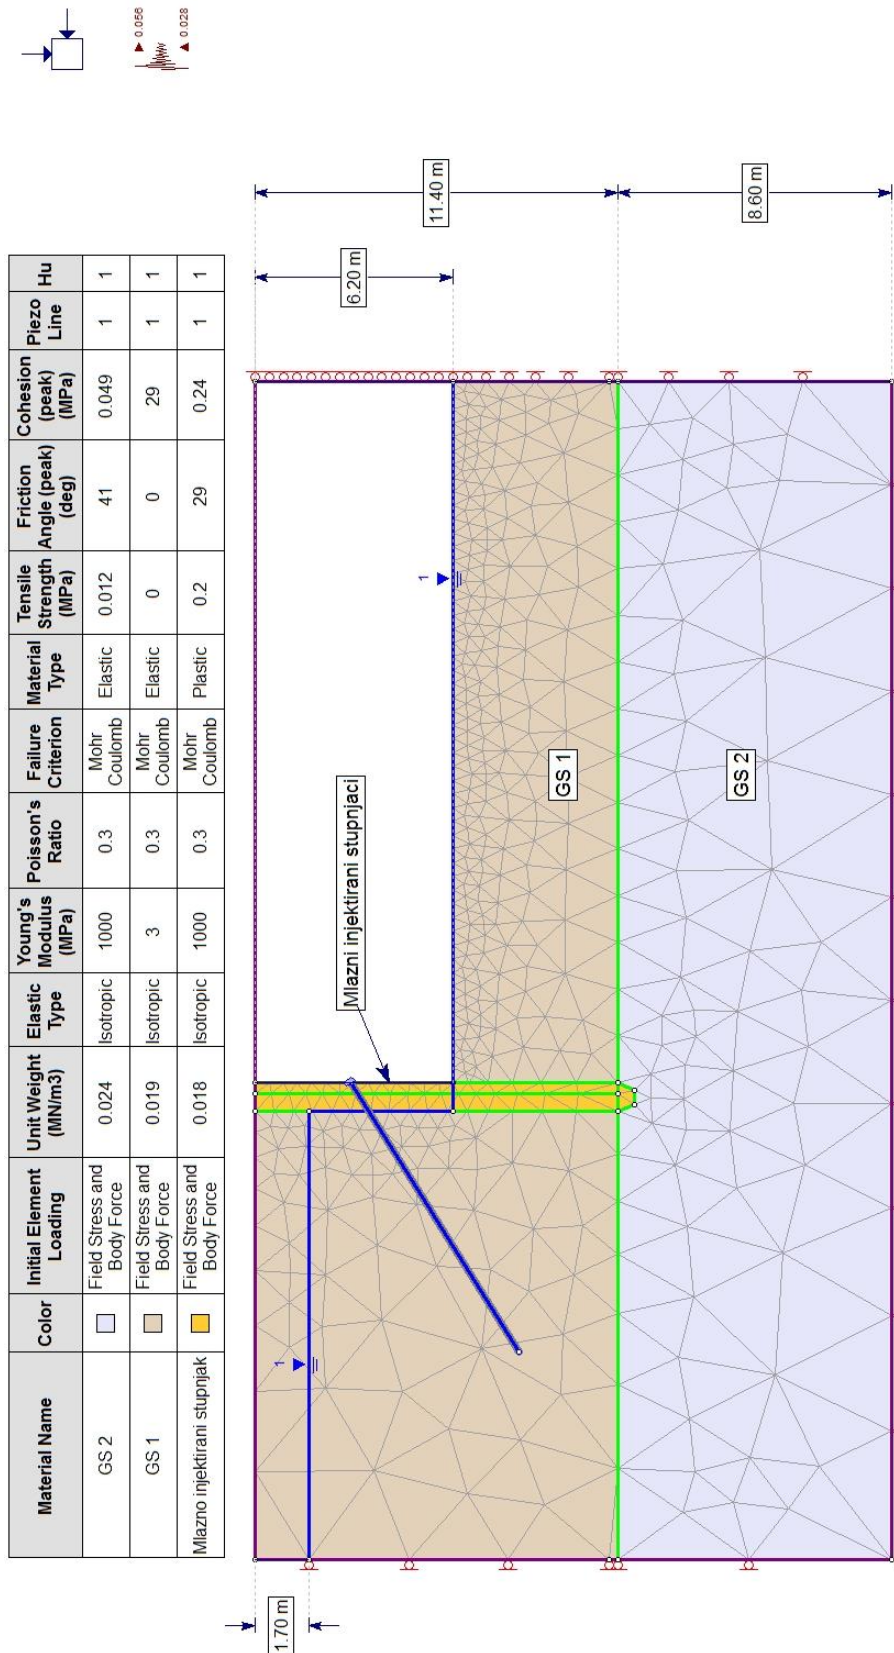 Material Name Color Initial Element Loading Unit Weight (MN/m3) Elastic Type Young's Modulus (MPa) Poisson's Ratio Failure Criterion Material Type Tensile Strength (MPa) Friction Angle (peak) (deg) Cohesion (peak) (MPa) Piezo Line Hu
GS 2 Field Stress and Body Force 0.024 Isotropic 1000 0.3 Mohr Coulomb Elastic 0.012 41 0.049 1 1
GS 1 Field Stress and Body Force 0.019 Isotropic 3 0.3 Mohr Coulomb Elastic 0 0 29 1 1
Mlazno injektirani stupnjak Field Stress and Body Force 0.018 Isotropic 1000 0.3 Mohr Coulomb Plastic 0.2 29 0.24 1 1
0.056
0.028
1.70 m
1
Mlazni injektirani stupnjaci
1
6.20 m
11.40 m
GS 1
GS 2
8.60 m